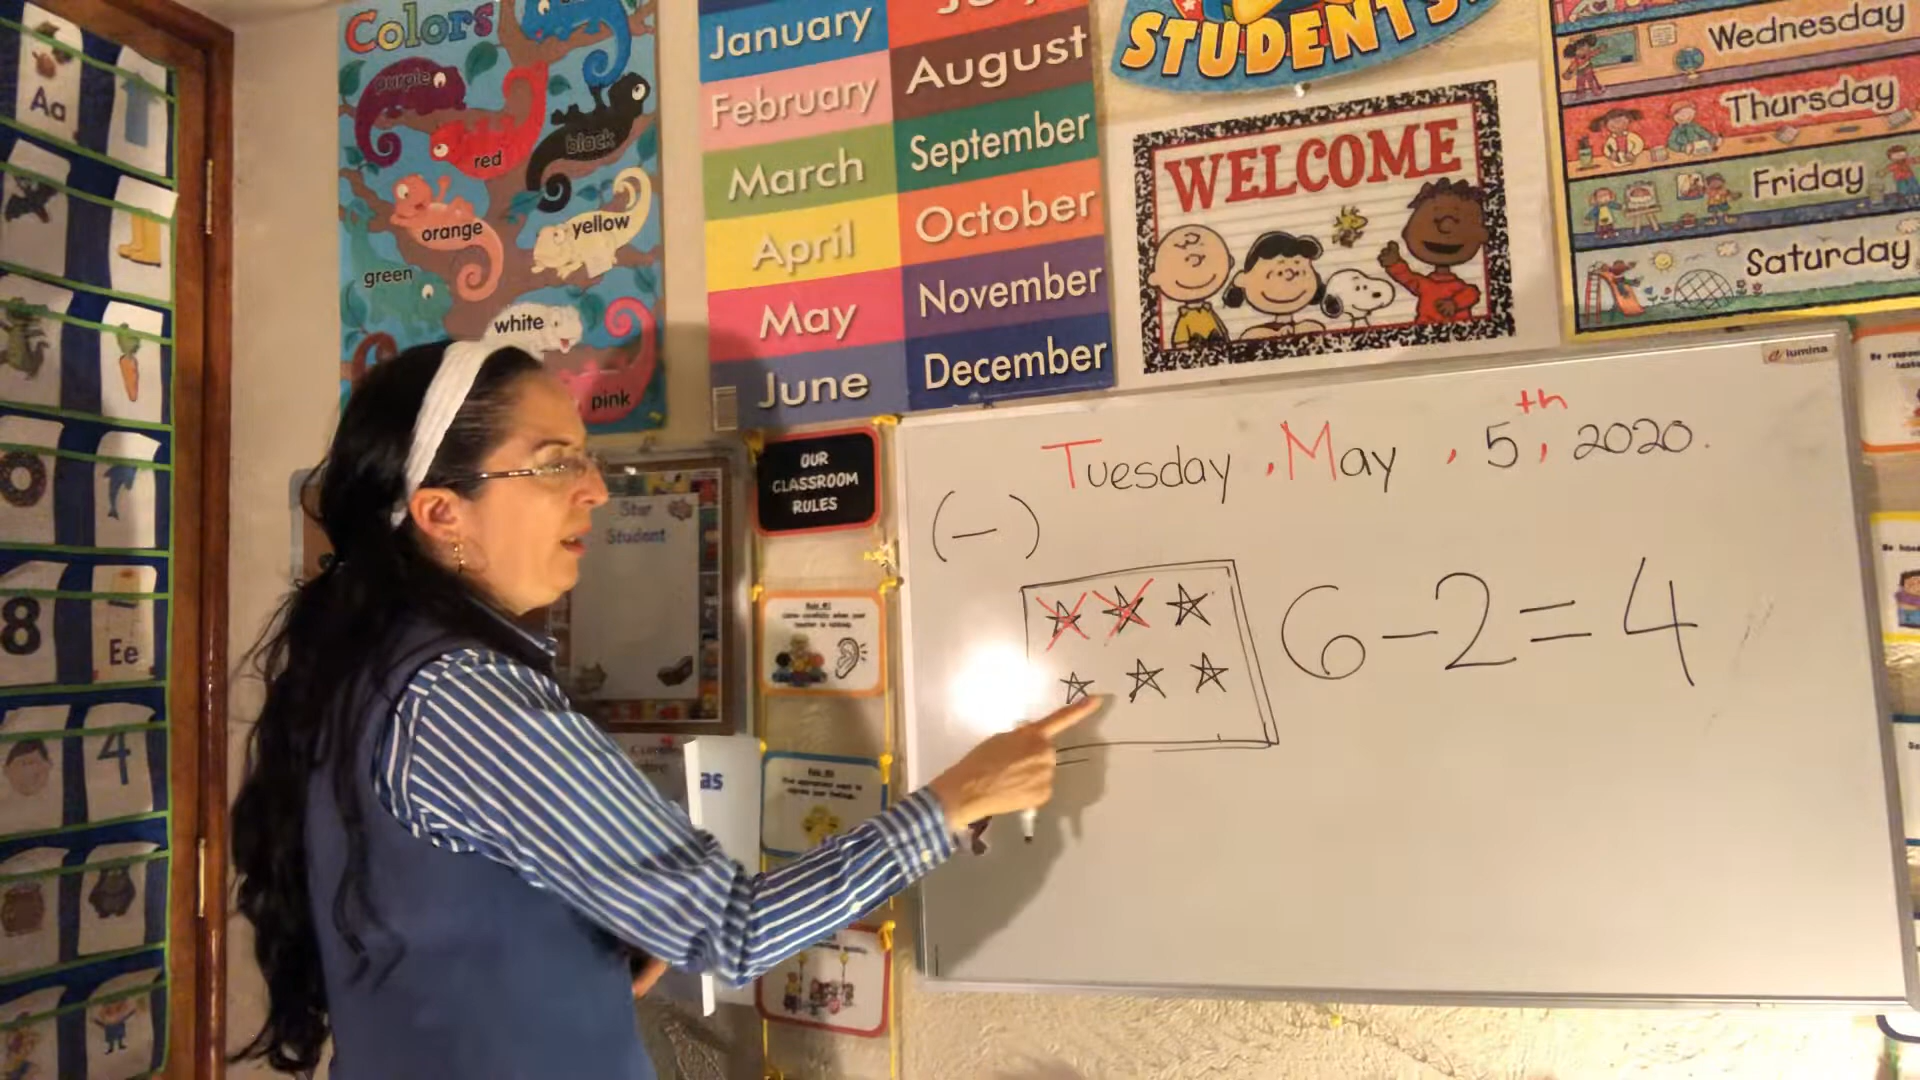 Colors
purple
red
black
orange
yellow
green
white
pink
January
February
March
April
May
June
August
September
October
November
December
STUDENTS!
WELCOME
Wednesday
Thursday
Friday
Saturday
Aa
8
Ee
4
OUR
CLASSROOM
RULES
Star
Student
as
lumina
Tuesday, May, 5th, 2020.
(-)
6-2=4